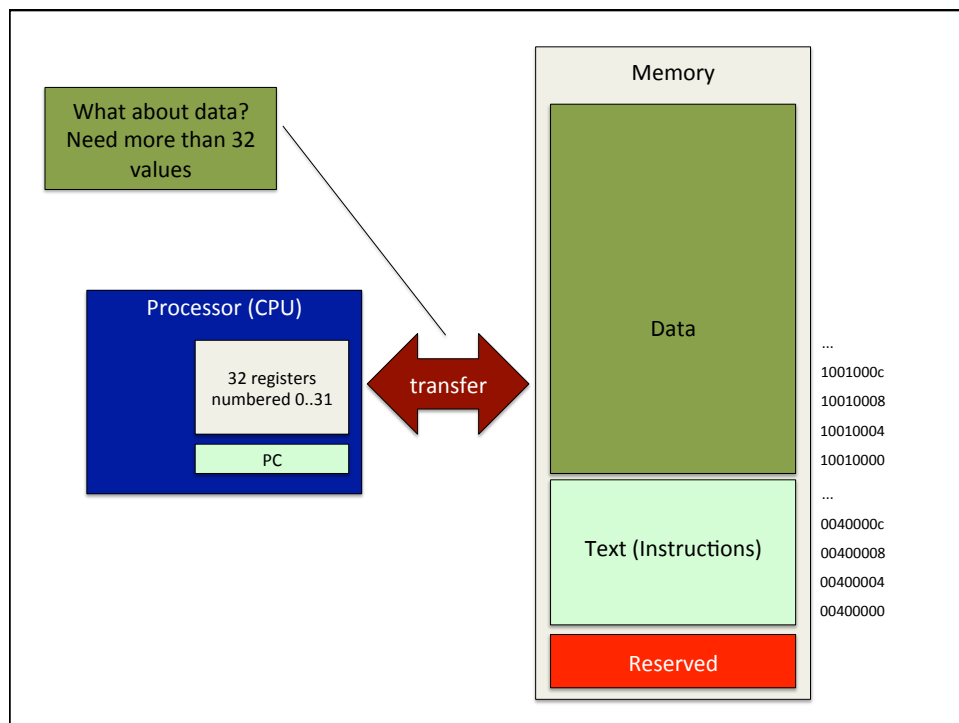 What about data?
Need more than 32
values
Processor (CPU)
32 registers
numbered 0..31
PC
transfer
Memory
Data
Text (Instructions)
Reserved
...
1001000c
10010008
10010004
10010000
...
0040000c
00400008
00400004
00400000